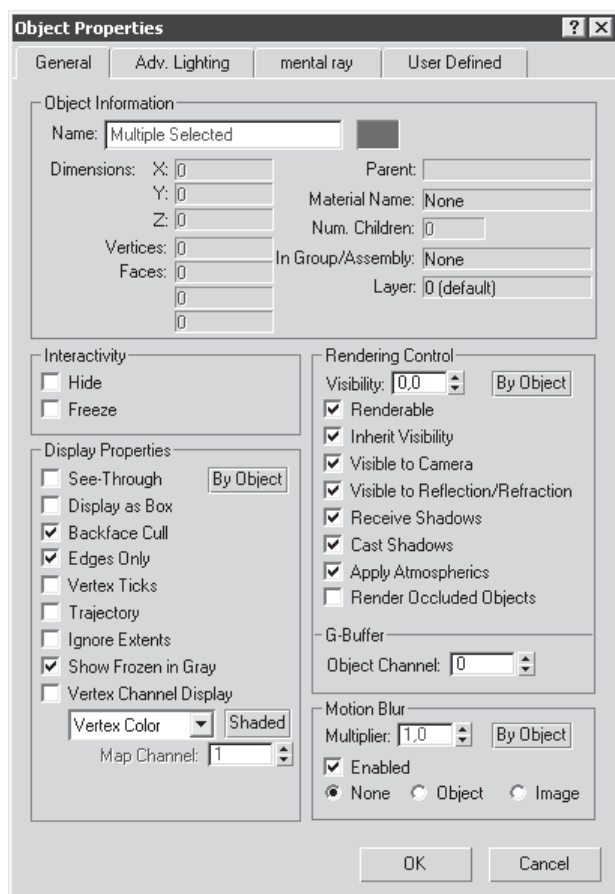 Object Properties
General
Adv. Lighting
mental ray
User Defined
Object Information
Name: Multiple Selected
Dimensions: X: 0
Y: 0
Z: 0
Vertices: 0
Faces: 0
0
0
Parent:
Material Name: None
Num. Children: 0
In Group/Assembly: None
Layer: 0 (default)
Interactivity
Hide
Freeze
Display Properties
See-Through By Object
Display as Box
Backface Cull
Edges Only
Vertex Ticks
Trajectory
Ignore Extents
Show Frozen in Gray
Vertex Channel Display
Vertex Color Shaded
Map Channel: 1
Rendering Control
Visibility: 0,0 By Object
Renderable
Inherit Visibility
Visible to Camera
Visible to Reflection/Refraction
Receive Shadows
Cast Shadows
Apply Atmospherics
Render Occluded Objects
G-Buffer
Object Channel: 0
Motion Blur
Multiplier: 1,0 By Object
Enabled
None Object Image
OK Cancel